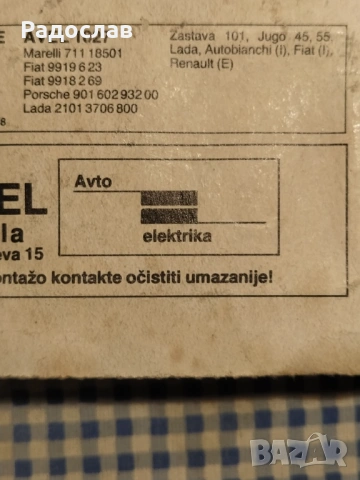 Радослав
E
Marelli 711 18501
Fiat 9919 6 23
Fiat 9918 2 69
Porsche 901 602 932 00
Lada 2101 3706 800
Zastava 101, Jugo 45, 55.
Lada, Autobianchi (I), Fiat (I),
Renault (E)
8
EL
la
eva 15
Avto
elektrika
ontažo kontakte očistiti umazanije!
BAZAR.bg